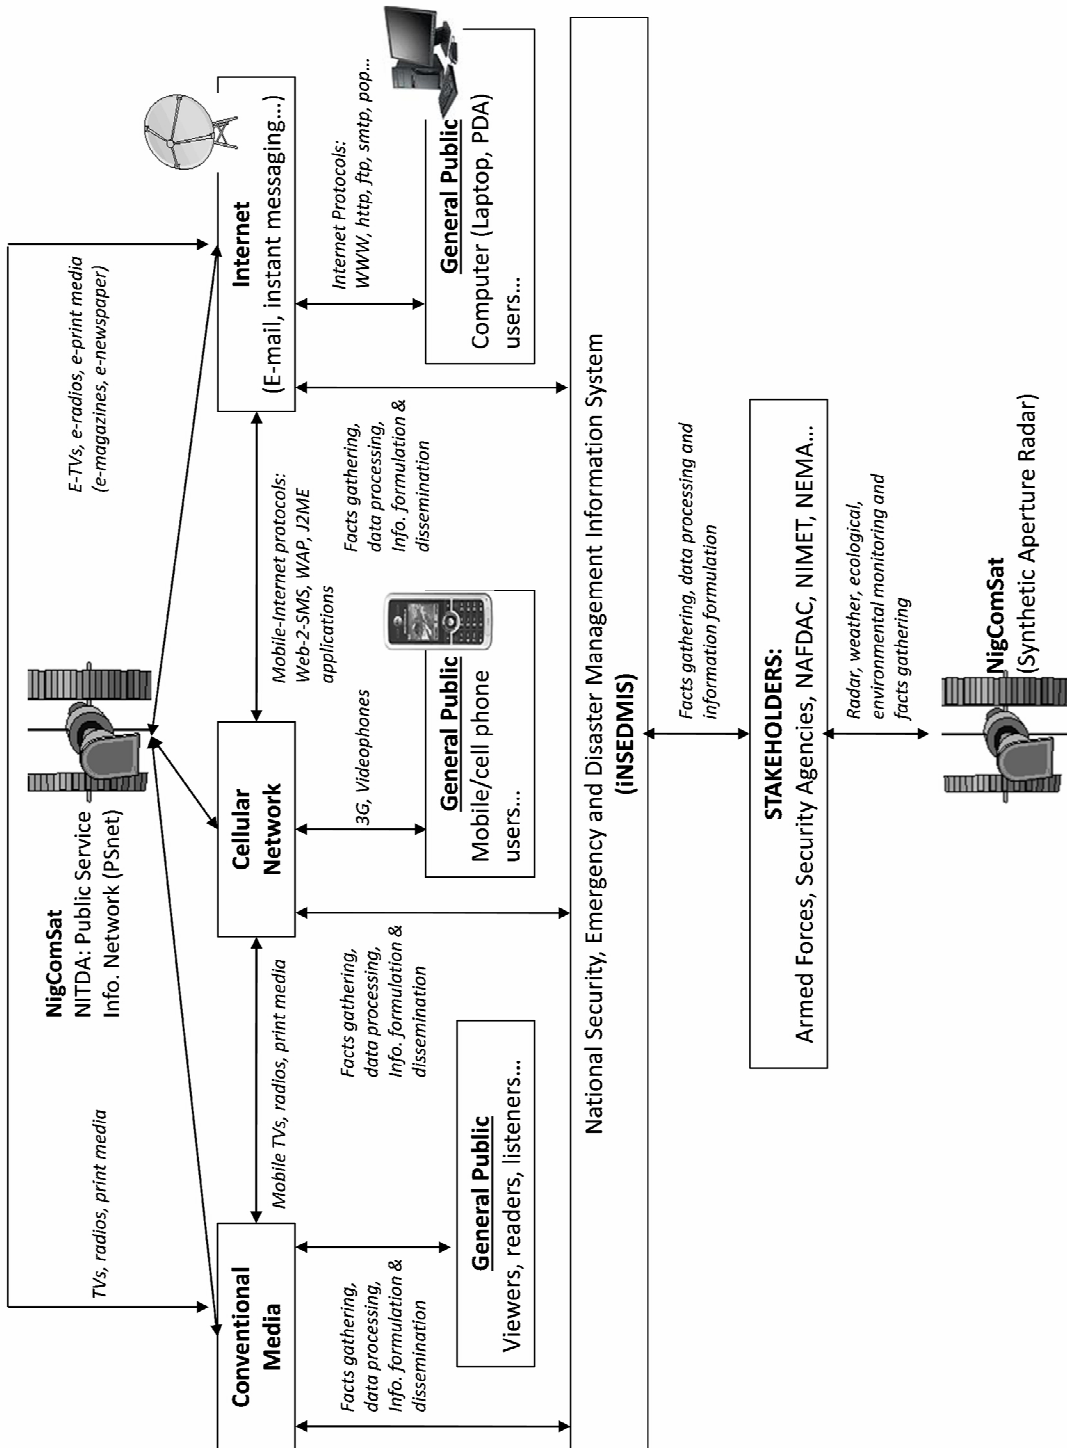 NigComSat
NITDA: Public Service
Info. Network (PSnet)
TVs, radios, print media
E-TVs, e-radios, e-print media
(e-magazines, e-newspaper)
Conventional
Media
Mobile TVs, radios, print media
Cellular
Network
Mobile-Internet protocols:
Web-2-SMS, WAP, J2ME
applications
Internet
(E-mail, instant messaging...)
Facts gathering,
data processing,
Info. formulation &
dissemination
General Public
Viewers, readers, listeners...
Facts gathering,
data processing,
Info. formulation &
dissemination
3G, Videophones
General Public
Mobile/cell phone
users...
Facts gathering,
data processing,
Info. formulation &
dissemination
Internet Protocols:
WWW, http, ftp, smtp, pop...
General Public
Computer (Laptop, PDA)
users...
National Security, Emergency and Disaster Management Information System
(iNSEDMIS)
Facts gathering, data processing and
information formulation
STAKEHOLDERS:
Armed Forces, Security Agencies, NAFDAC, NIMET, NEMA...
Radar, weather, ecological,
environmental monitoring and
facts gathering
NigComSat
(Synthetic Aperture Radar)